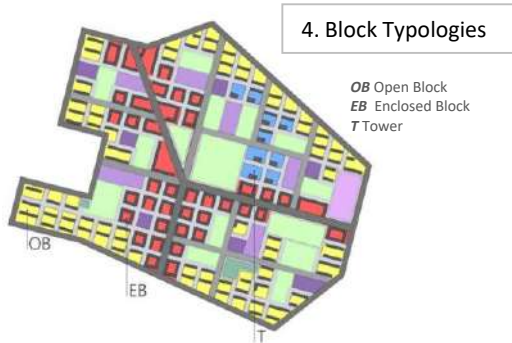 4. Block Typologies
OB Open Block
EB Enclosed Block
T Tower
OB
EB
T